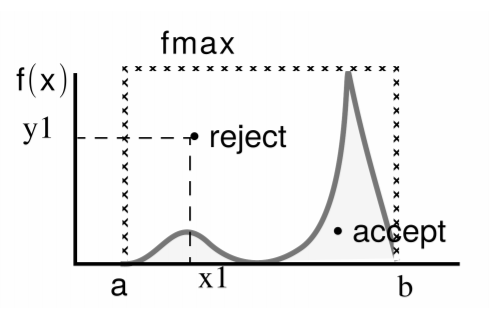 fmax
f(x)
y1
reject
accept
a
x1
b